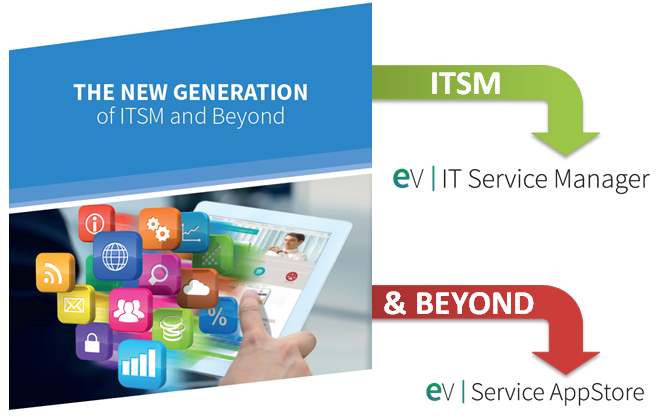 THE NEW GENERATION
of ITSM and Beyond
ITSM
eV | IT Service Manager
& BEYOND
eV | Service AppStore
%